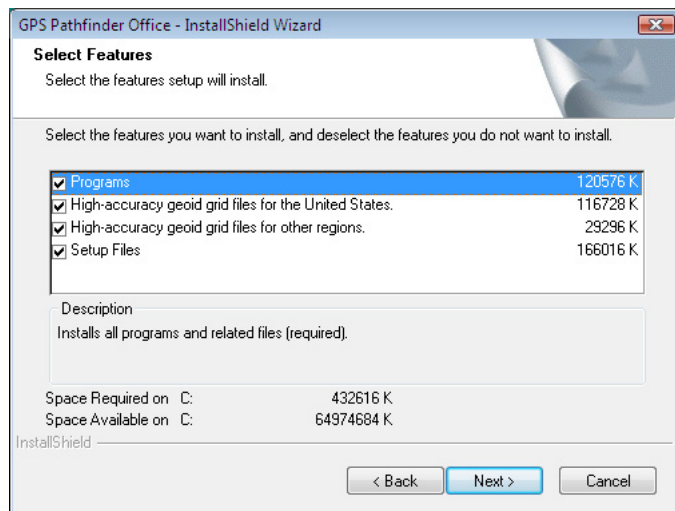 GPS Pathfinder Office - InstallShield Wizard
Select Features
Select the features setup will install.
Select the features you want to install, and deselect the features you do not want to install.
Programs 120576 K
High-accuracy geoid grid files for the United States. 116728 K
High-accuracy geoid grid files for other regions. 29296 K
Setup Files 166016 K
Description
Installs all programs and related files (required).
Space Required on C: 432616 K
Space Available on C: 64974684 K
InstallShield
< Back Next > Cancel